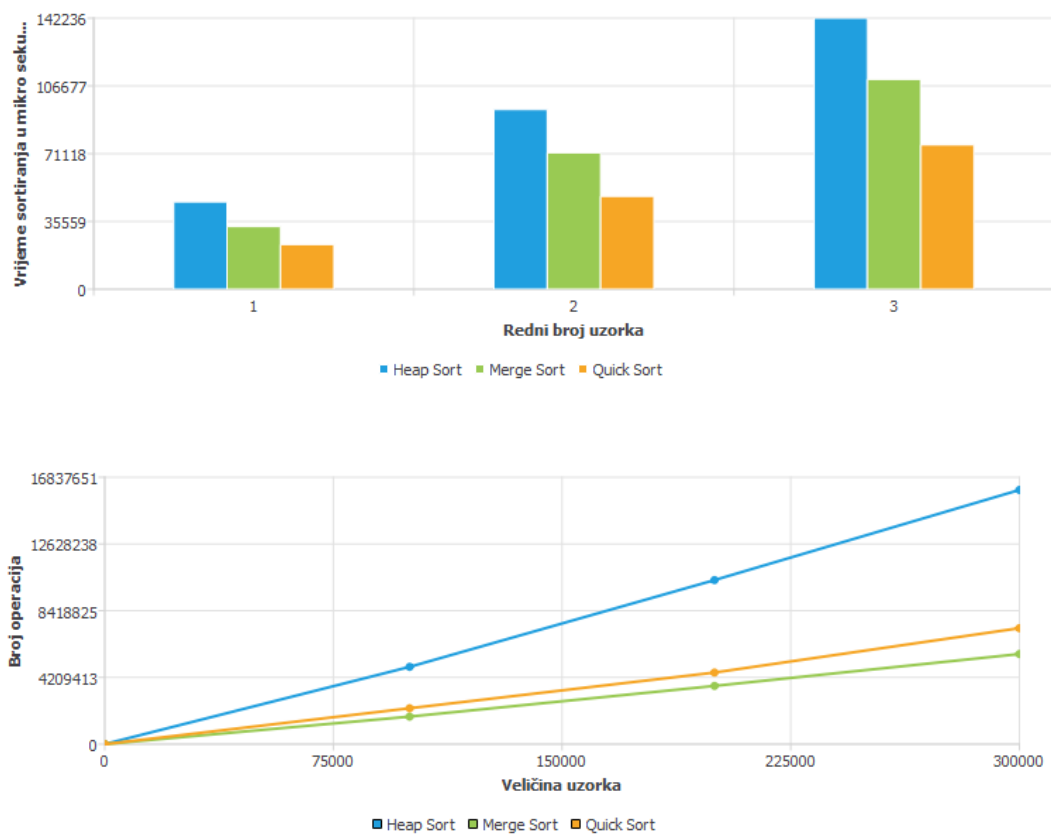 Vrijeme sortiranja u mikro seku...
142236
106677
71118
35559
0
1 2 3
Redni broj uzorka
Heap Sort Merge Sort Quick Sort
Broj operacija
16837651
12628238
8418825
4209413
0
0 75000 150000 225000 300000
Veličina uzorka
Heap Sort Merge Sort Quick Sort